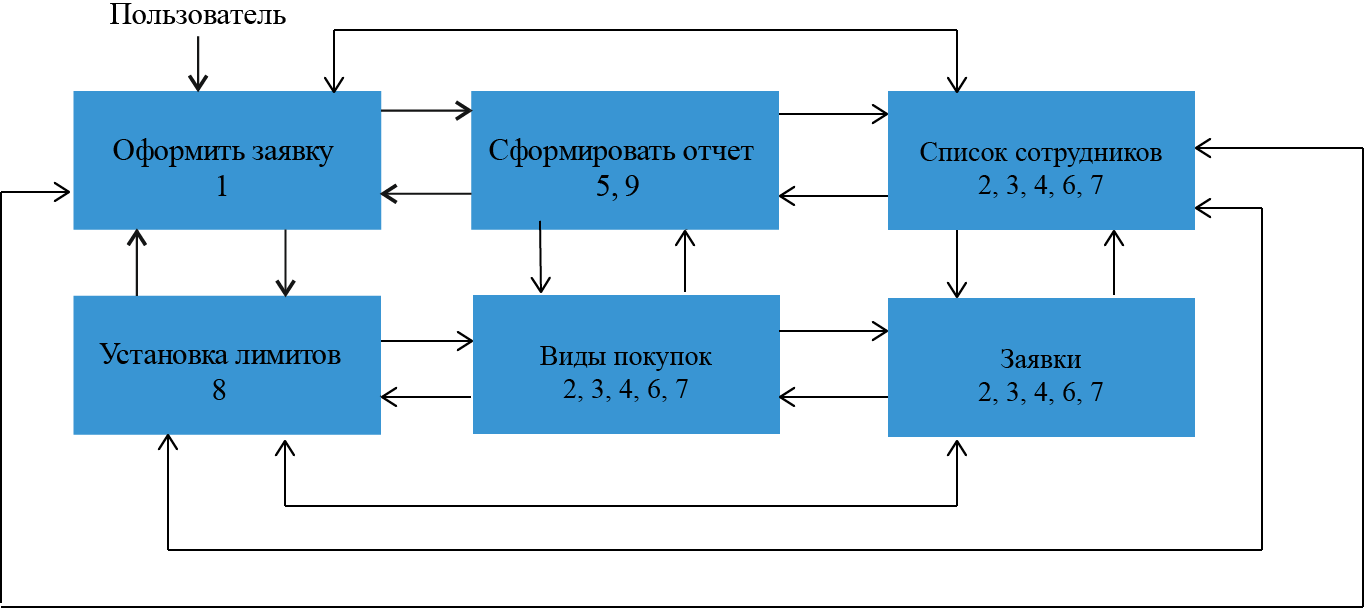 Пользователь
Оформить заявку
1
Сформировать отчет
5, 9
Список сотрудников
2, 3, 4, 6, 7
Установка лимитов
8
Виды покупок
2, 3, 4, 6, 7
Заявки
2, 3, 4, 6, 7